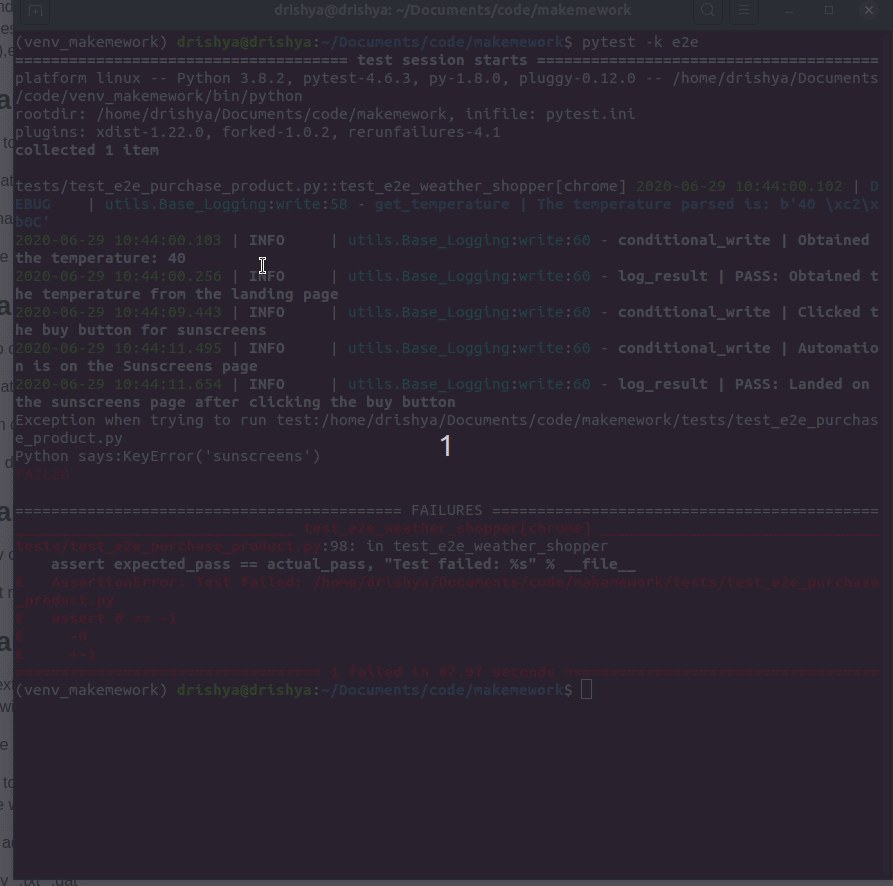 drishya@drishya: ~/Documents/code/makemework
(venv_makemework) drishya@drishya:~/Documents/code/makemework$ pytest -k e2e
===================================== test session starts ======================================
platform linux -- Python 3.8.2, pytest-4.6.3, py-1.8.0, pluggy-0.12.0 -- /home/drishya/Documents
/code/venv_makemework/bin/python
rootdir: /home/drishya/Documents/code/makemework, inifile: pytest.ini
plugins: xdist-1.22.0, forked-1.0.2, rerunfailures-4.1
collected 1 item
tests/test_e2e_purchase_product.py::test_e2e_weather_shopper[chrome] 2020-06-29 10:44:00.102 | D
EBUG    | utils.Base_Logging:write:58 - get_temperature | The temperature parsed is: b'40 \xc2\x
b0C'
2020-06-29 10:44:00.103 | INFO     | utils.Base_Logging:write:60 - conditional_write | Obtained
the temperature: 40
2020-06-29 10:44:00.256 | INFO     | utils.Base_Logging:write:60 - log_result | PASS: Obtained t
he temperature from the landing page
2020-06-29 10:44:09.443 | INFO     | utils.Base_Logging:write:60 - conditional_write | Clicked t
he buy button for sunscreens
2020-06-29 10:44:11.495 | INFO     | utils.Base_Logging:write:60 - conditional_write | Automatio
n is on the Sunscreens page
2020-06-29 10:44:11.654 | INFO     | utils.Base_Logging:write:60 - log_result | PASS: Landed on
the sunscreens page after clicking the buy button
Exception when trying to run test:/home/drishya/Documents/code/makemework/tests/test_e2e_purchas
e_product.py
1
Python says:KeyError('sunscreens')
FAILED
=========================================== FAILURES ===========================================
_______________________________ test_e2e_weather_shopper[chrome] _______________________________
tests/test_e2e_purchase_product.py:98: in test_e2e_weather_shopper
    assert expected_pass == actual_pass, "Test failed: %s" % __file__
E   AssertionError: Test failed: /home/drishya/Documents/code/makemework/tests/test_e2e_purchase
_product.py
E   assert 0 == -1
E     -0
E     +-1
================================== 1 failed in 47.97 seconds ===================================
(venv_makemework) drishya@drishya:~/Documents/code/makemework$